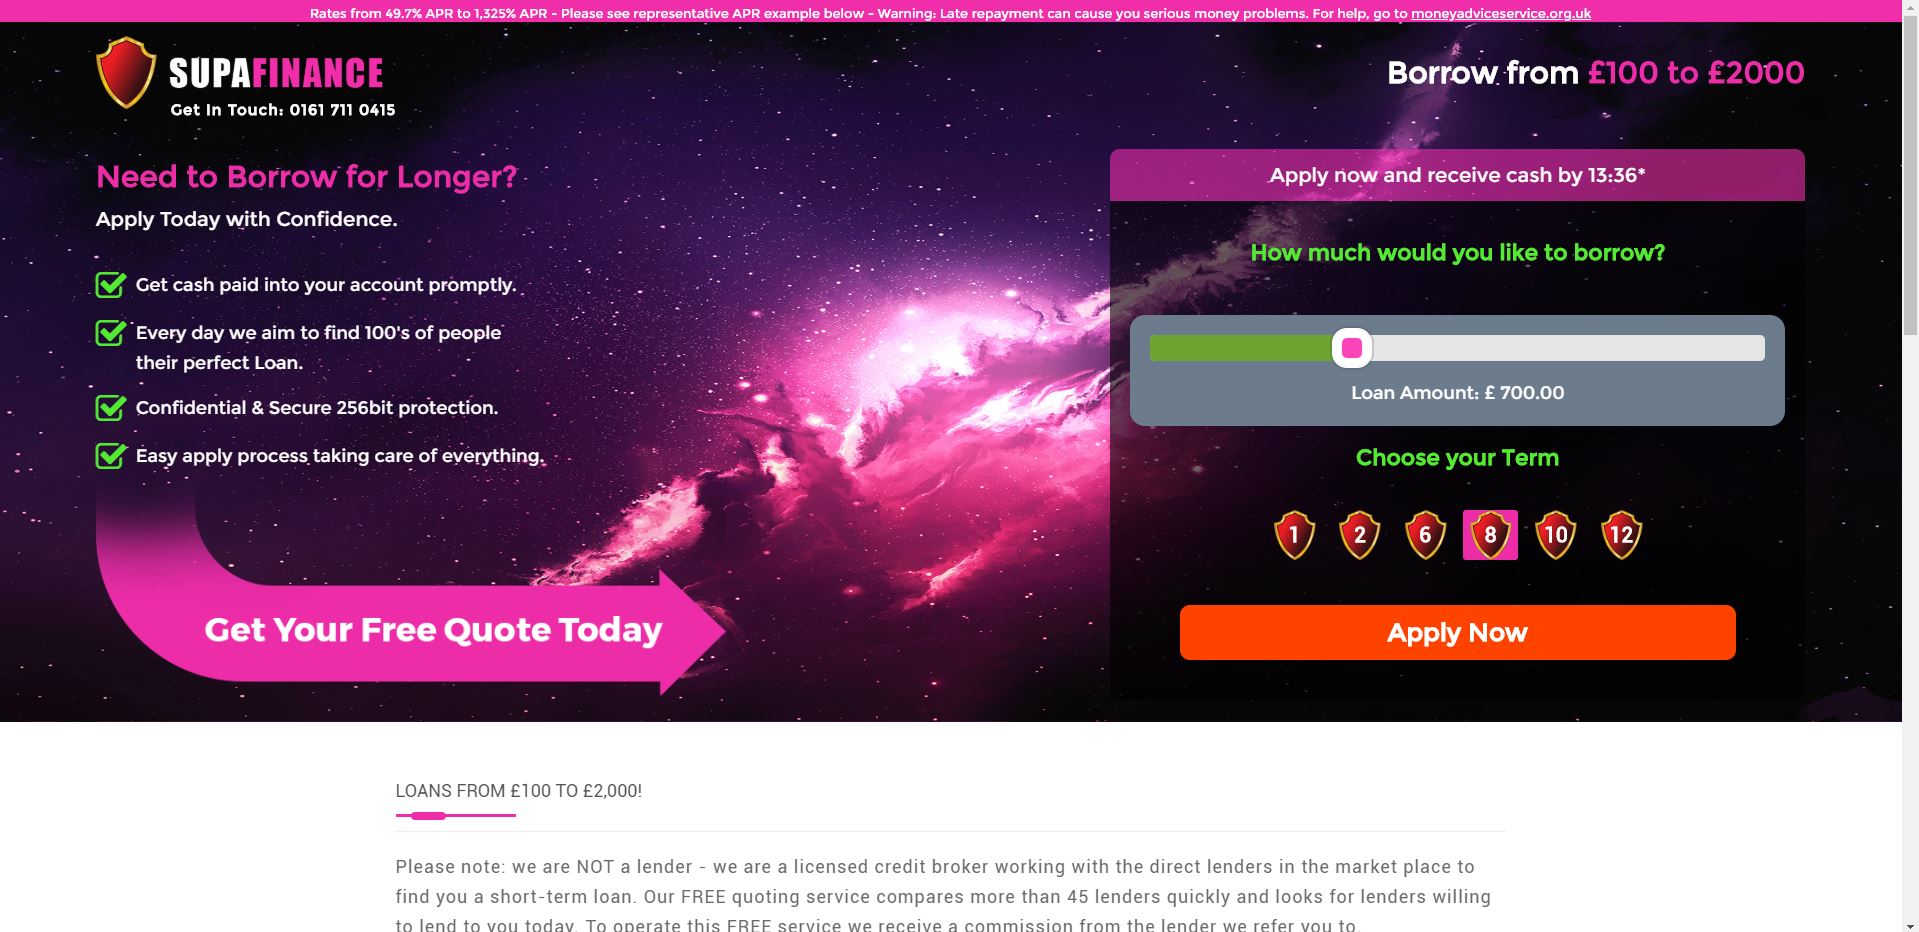 Rates from 49.7% APR to 1,325% APR - Please see representative APR example below - Warning: Late repayment can cause you serious money problems. For help, go to moneyadviceservice.org.uk
SUPAFINANCE
Get In Touch: 0161 711 0415
Borrow from £100 to £2000
Need to Borrow for Longer?
Apply Today with Confidence.
Get cash paid into your account promptly.
Every day we aim to find 100's of people
their perfect Loan.
Confidential & Secure 256bit protection.
Easy apply process taking care of everything.
Get Your Free Quote Today
Apply now and receive cash by 13:36*
How much would you like to borrow?
Loan Amount: £ 700.00
Choose your Term
1 2 6 8 10 12
Apply Now
LOANS FROM £100 TO £2,000!
Please note: we are NOT a lender - we are a licensed credit broker working with the direct lenders in the market place to
find you a short-term loan. Our FREE quoting service compares more than 45 lenders quickly and looks for lenders willing
to lend to you today. To operate this FREE service we receive a commission from the lender we refer you to.